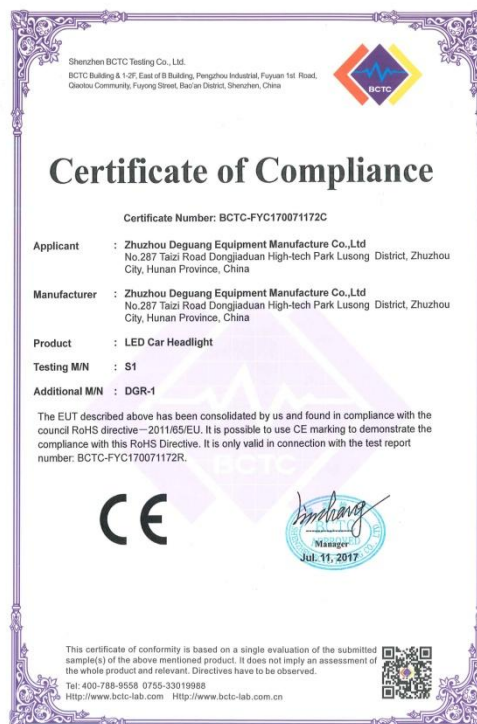 Shenzhen BCTC Testing Co., Ltd.
BCTC Building & 1-2F, East of B Building, Pengzhou Industrial, Fuyuan 1st Road,
Qiaotou Community, Fuyong Street, Bao'an District, Shenzhen, China
BCTC
Certificate of Compliance
Certificate Number: BCTC-FYC170071172C
Applicant : Zhuzhou Deguang Equipment Manufacture Co.,Ltd
No.287 Taizi Road Dongjiaduan High-tech Park Lusong District, Zhuzhou
City, Hunan Province, China
Manufacturer : Zhuzhou Deguang Equipment Manufacture Co.,Ltd
No.287 Taizi Road Dongjiaduan High-tech Park Lusong District, Zhuzhou
City, Hunan Province, China
Product : LED Car Headlight
Testing M/N : S1
Additional M/N : DGR-1
The EUT described above has been consolidated by us and found in compliance with the
council RoHS directive—2011/65/EU. It is possible to use CE marking to demonstrate the
compliance with this RoHS Directive. It is only valid in connection with the test report
number: BCTC-FYC170071172R.
BCTC
CE
BCTC
APPROVED
Manager
Jul. 11, 2017
This certificate of conformity is based on a single evaluation of the submitted
sample(s) of the above mentioned product. It does not imply an assessment of
the whole product and relevant. Directives have to be observed.
Tel: 400-788-9558 0755-33019988
Http://www.bctc-lab.com Http://www.bctc-lab.com.cn